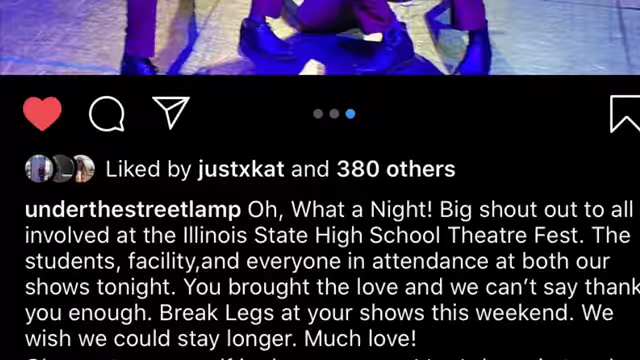 Liked by justxkat and 380 others
underthestreetlamp Oh, What a Night! Big shout out to all
involved at the Illinois State High School Theatre Fest. The
students, facility,and everyone in attendance at both our
shows tonight. You brought the love and we can't say thank
you enough. Break Legs at your shows this weekend. We
wish we could stay longer. Much love!